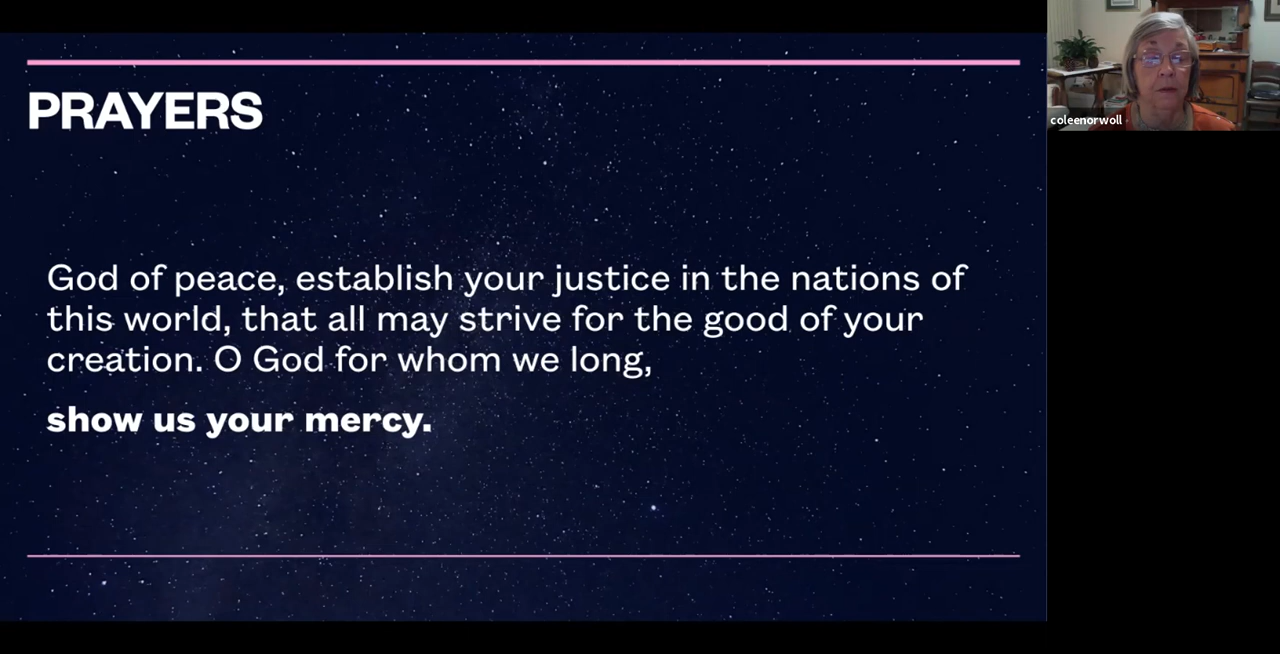 PRAYERS
God of peace, establish your justice in the nations of
this world, that all may strive for the good of your
creation. O God for whom we long,
show us your mercy.
coleenorwoll